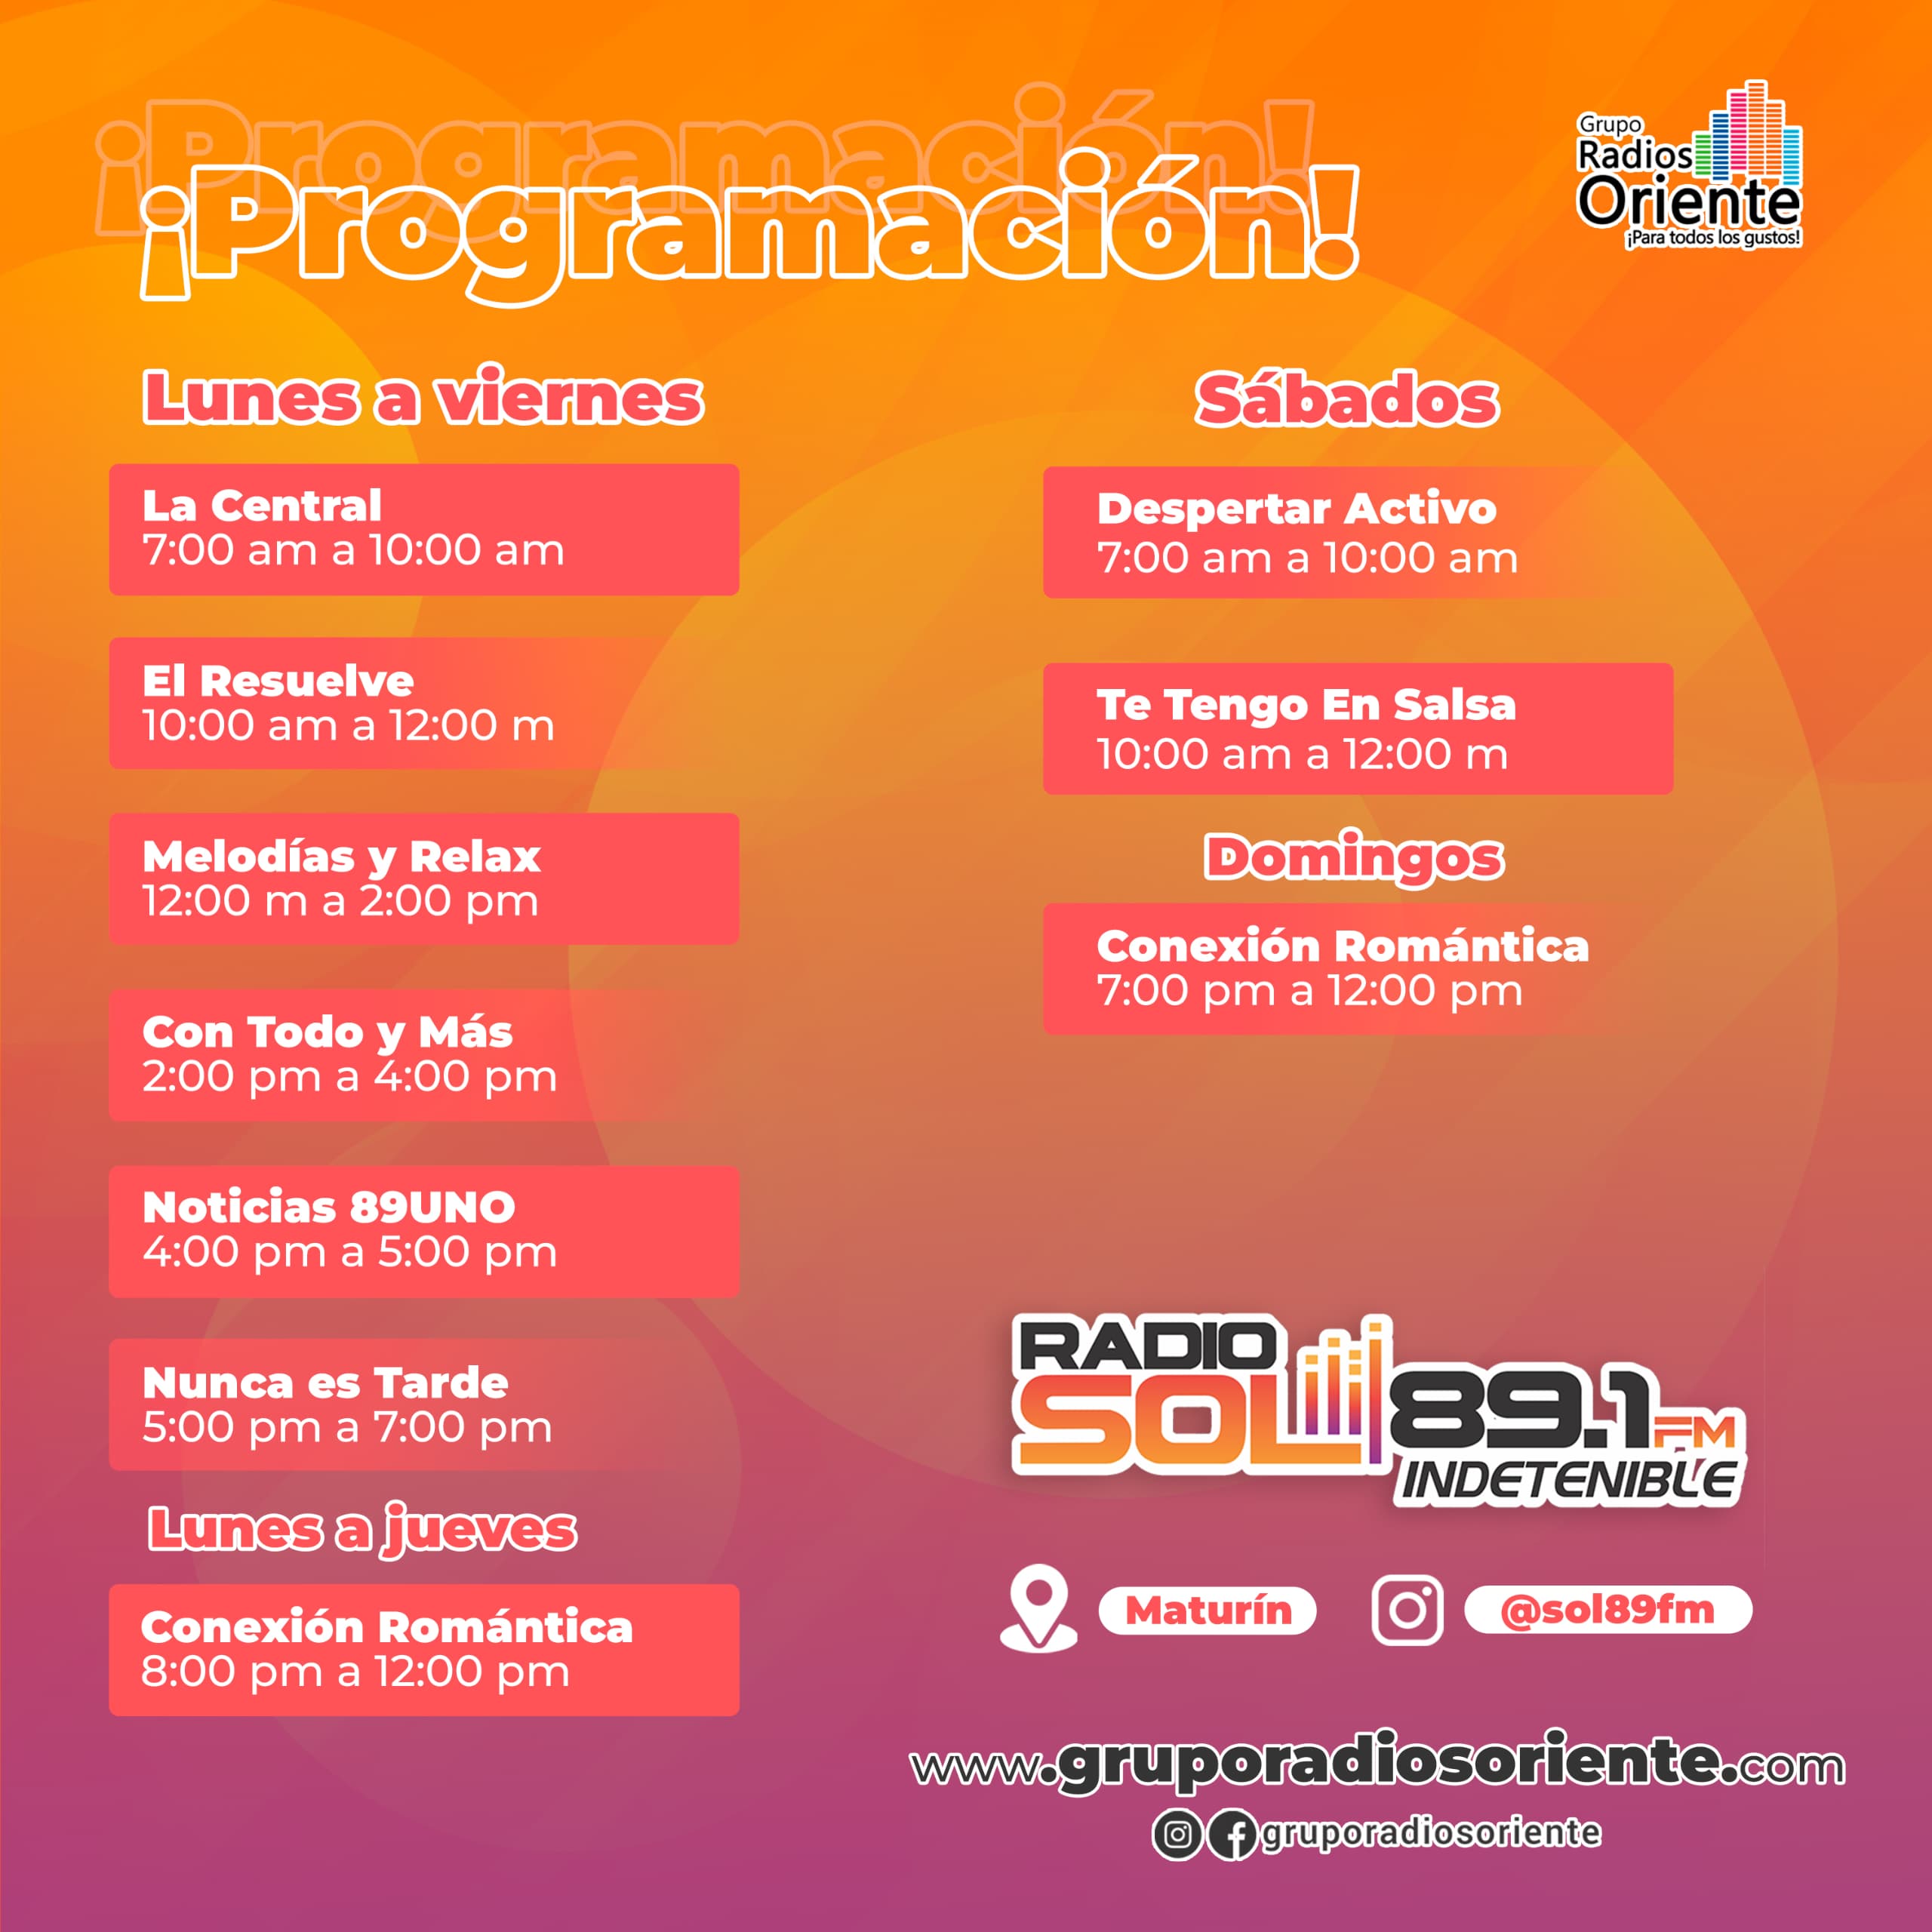 ¡Programación!
¡Programación!
Grupo
Radios
Oriente
¡Para todos los gustos!
Lunes a viernes
La Central
7:00 am a 10:00 am
El Resuelve
10:00 am a 12:00 m
Melodías y Relax
12:00 m a 2:00 pm
Con Todo y Más
2:00 pm a 4:00 pm
Noticias 89UNO
4:00 pm a 5:00 pm
Nunca es Tarde
5:00 pm a 7:00 pm
Lunes a jueves
Conexión Romántica
8:00 pm a 12:00 pm
Sábados
Despertar Activo
7:00 am a 10:00 am
Te Tengo En Salsa
10:00 am a 12:00 m
Domingos
Conexión Romántica
7:00 pm a 12:00 pm
RADIO
SOL 89.1 FM
INDETENIBLE
Maturín
@sol89fm
www.gruporadiosoriente.com
gruporadiosoriente